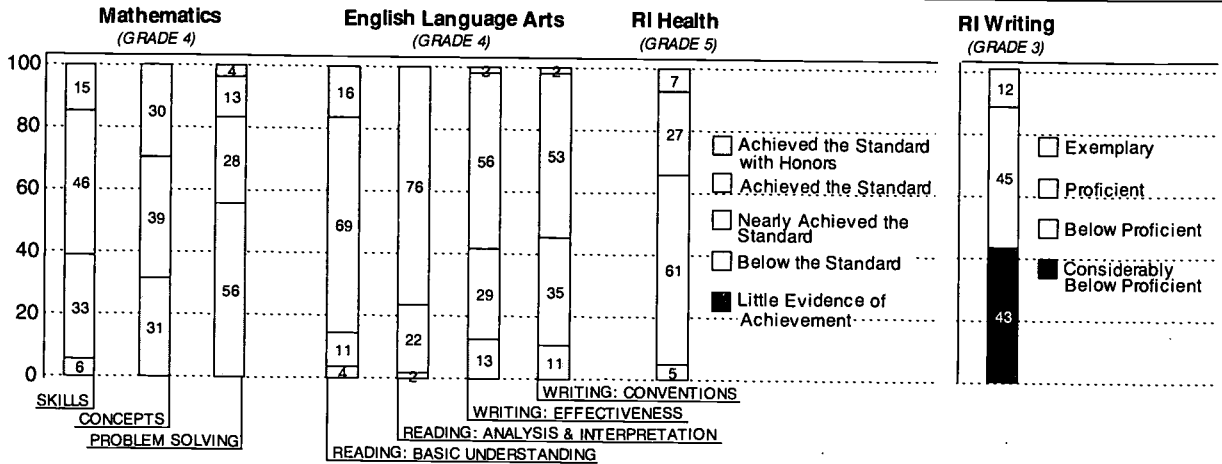 Mathematics
(GRADE 4)
English Language Arts
(GRADE 4)
RI Health
(GRADE 5)
RI Writing
(GRADE 3)
100
80
60
40
20
0
15
46
33
6
30
39
31
4
13
28
56
16
69
11
4
76
22
2
2
56
29
13
2
53
35
11
7
27
61
5
Achieved the Standard
with Honors
Achieved the Standard
Nearly Achieved the
Standard
Below the Standard
Little Evidence of
Achievement
12
45
43
Exemplary
Proficient
Below Proficient
Considerably
Below Proficient
SKILLS
CONCEPTS
PROBLEM SOLVING
WRITING: CONVENTIONS
WRITING: EFFECTIVENESS
READING: ANALYSIS & INTERPRETATION
READING: BASIC UNDERSTANDING